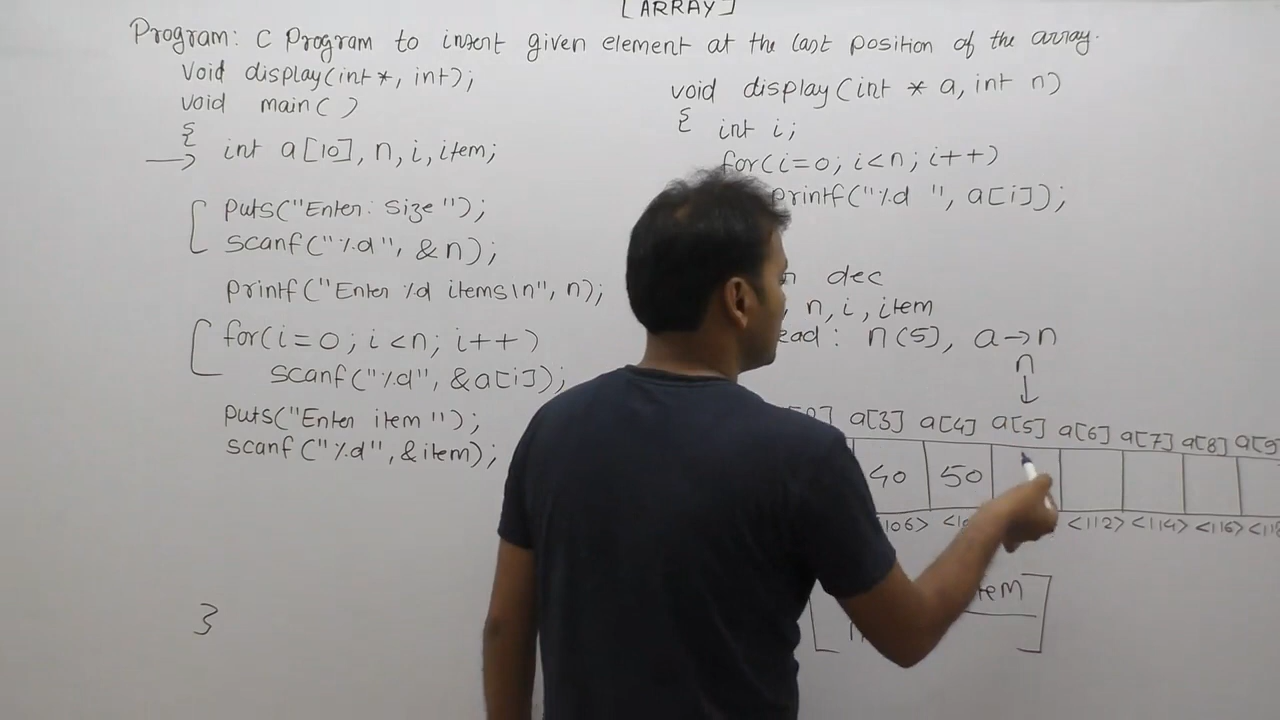 [ARRAY]
Program: C Program to insert given element at the last position of the array.
void display(int*, int);
void main( )
{
int a[10], n, i, item;
puts("Enter: size");
scanf("%d", &n);
printf("Enter %d items\n", n);
for(i=0; i<n; i++)
scanf("%d", &a[i]);
puts("Enter item");
scanf("%d", &item);
}
void display(int * a, int n)
{
int i;
for(i=0; i<n; i++)
printf("%d ", a[i]);
dec
n, i, item
n(5), a→n
n
↓
a[3] a[4] a[5] a[6] a[7] a[8] a[9
40 50
<112> <114> <116>